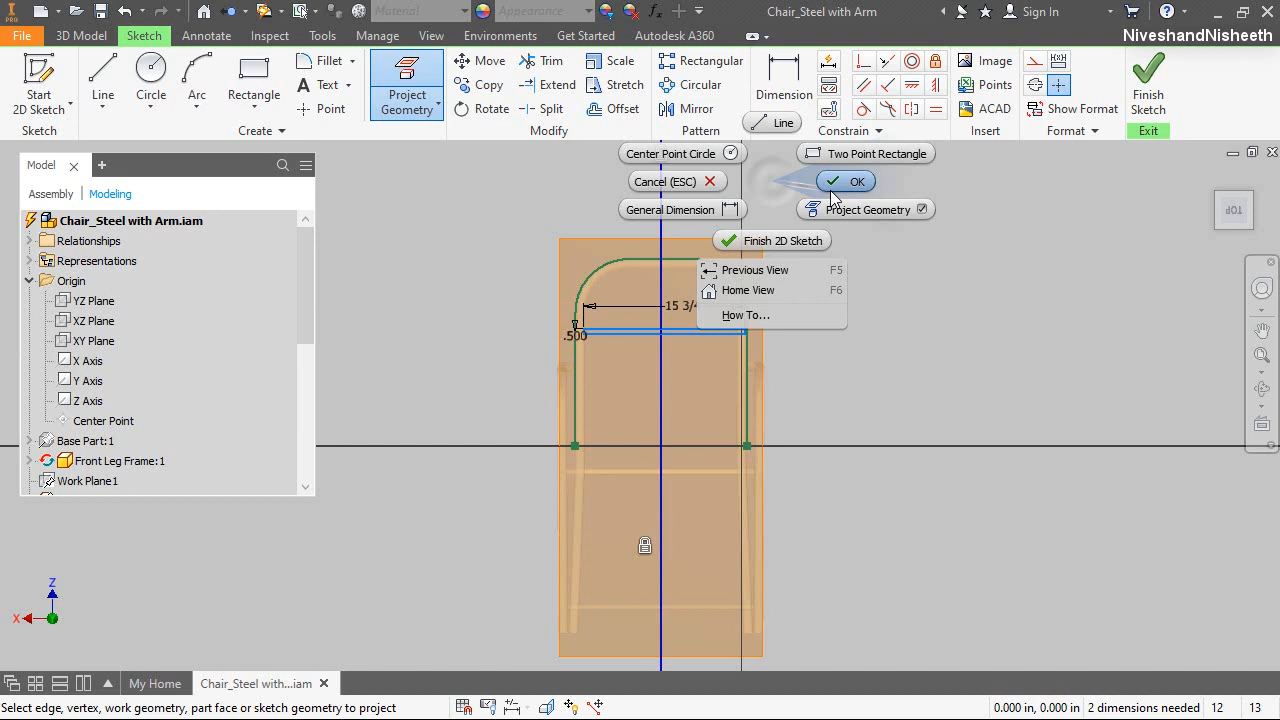 PRO
Material
Appearance
fx
Chair_Steel with Arm
Sign In
File
3D Model
Sketch
Annotate
Inspect
Tools
Manage
View
Environments
Get Started
Autodesk A360
NiveshandNisheeth
Start
2D Sketch
Line
Circle
Arc
Rectangle
Fillet
Text
Point
Project
Geometry
Move
Copy
Rotate
Trim
Extend
Split
Scale
Stretch
Offset
Rectangular
Circular
Mirror
Dimension
Image
Points
ACAD
Show Format
Finish
Sketch
Sketch
Create
Modify
Pattern
Constrain
Insert
Format
Exit
Line
Center Point Circle
Two Point Rectangle
Cancel (ESC)
OK
General Dimension
Project Geometry
Finish 2D Sketch
Previous View F5
Home View F6
How To...
15 3/4
.500
TOP
Model
Assembly
Modeling
Chair_Steel with Arm.iam
Relationships
Representations
Origin
YZ Plane
XZ Plane
XY Plane
X Axis
Y Axis
Z Axis
Center Point
Base Part:1
Front Leg Frame:1
Work Plane1
Z
X
Y
My Home
Chair_Steel with...iam
Select edge, vertex, work geometry, part face or sketch geometry to project
0.000 in, 0.000 in
2 dimensions needed
12
13